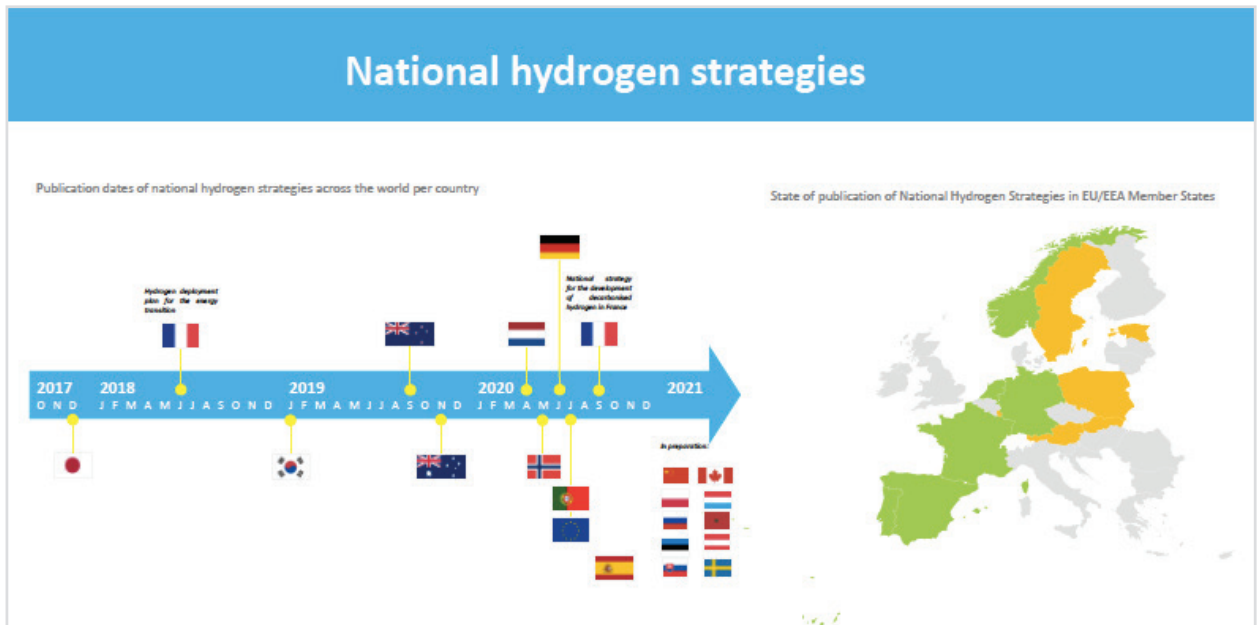 National hydrogen strategies
Publication dates of national hydrogen strategies across the world per country
State of publication of National Hydrogen Strategies in EU/EEA Member States
Hydrogen deployment
plan for the energy
transition
National strategy
for the development
of decarbonised
hydrogen in France
2017 2018 2019 2020 2021
O N D J F M A M J J A S O N D J F M A M J J A S O N D J F M A M J J A S O N D
In preparation: